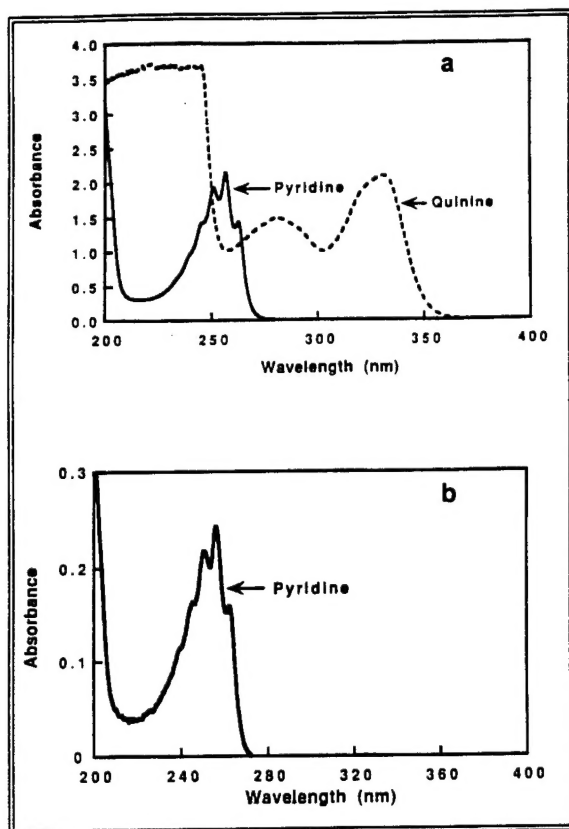 a
4.0
3.5
3.0
2.5
2.0
1.5
1.0
0.5
0.0
Absorbance
Pyridine
Quinine
200 250 300 350 400
Wavelength (nm)
b
0.3
0.2
0.1
0
Absorbance
Pyridine
200 240 280 320 360 400
Wavelength (nm)